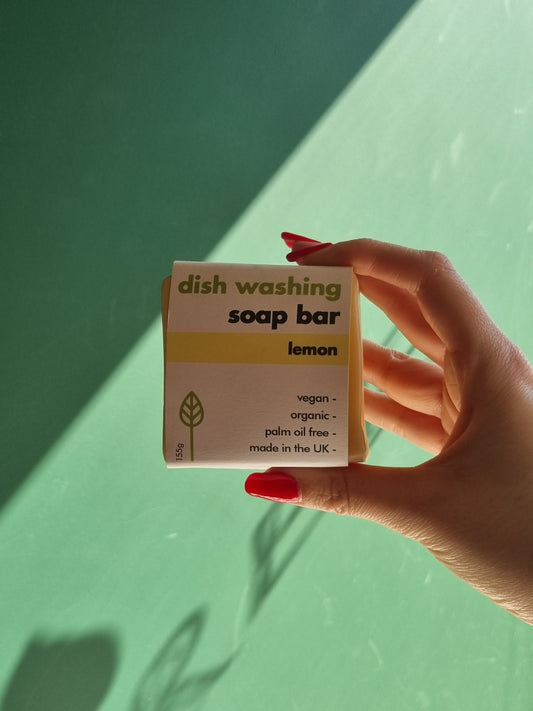 dish washing
soap bar
lemon
vegan -
organic -
palm oil free -
made in the UK -
155g